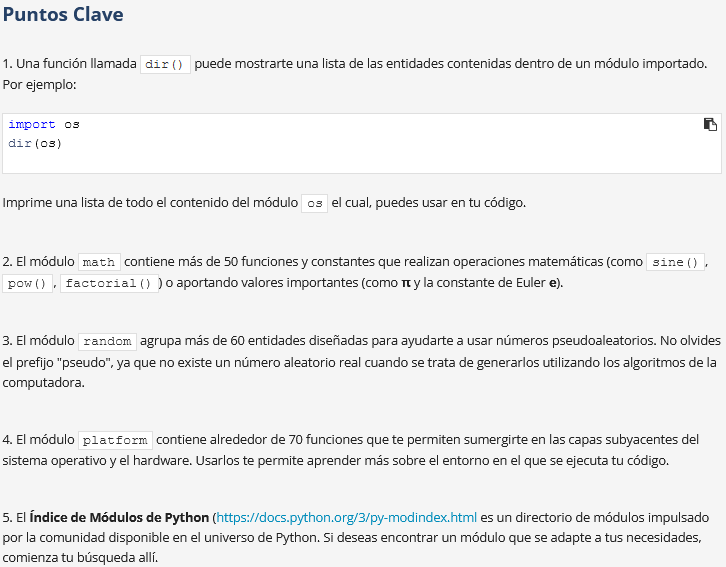 Puntos Clave
1. Una función llamada dir() puede mostrarte una lista de las entidades contenidas dentro de un módulo importado.
Por ejemplo:
import os
dir(os)
Imprime una lista de todo el contenido del módulo os el cual, puedes usar en tu código.
2. El módulo math contiene más de 50 funciones y constantes que realizan operaciones matemáticas (como sine(),
pow(), factorial()) o aportando valores importantes (como π y la constante de Euler e).
3. El módulo random agrupa más de 60 entidades diseñadas para ayudarte a usar números pseudoaleatorios. No olvides
el prefijo "pseudo", ya que no existe un número aleatorio real cuando se trata de generarlos utilizando los algoritmos de la
computadora.
4. El módulo platform contiene alrededor de 70 funciones que te permiten sumergirte en las capas subyacentes del
sistema operativo y el hardware. Usarlos te permite aprender más sobre el entorno en el que se ejecuta tu código.
5. El Índice de Módulos de Python (https://docs.python.org/3/py-modindex.html es un directorio de módulos impulsado
por la comunidad disponible en el universo de Python. Si deseas encontrar un módulo que se adapte a tus necesidades,
comienza tu búsqueda allí.